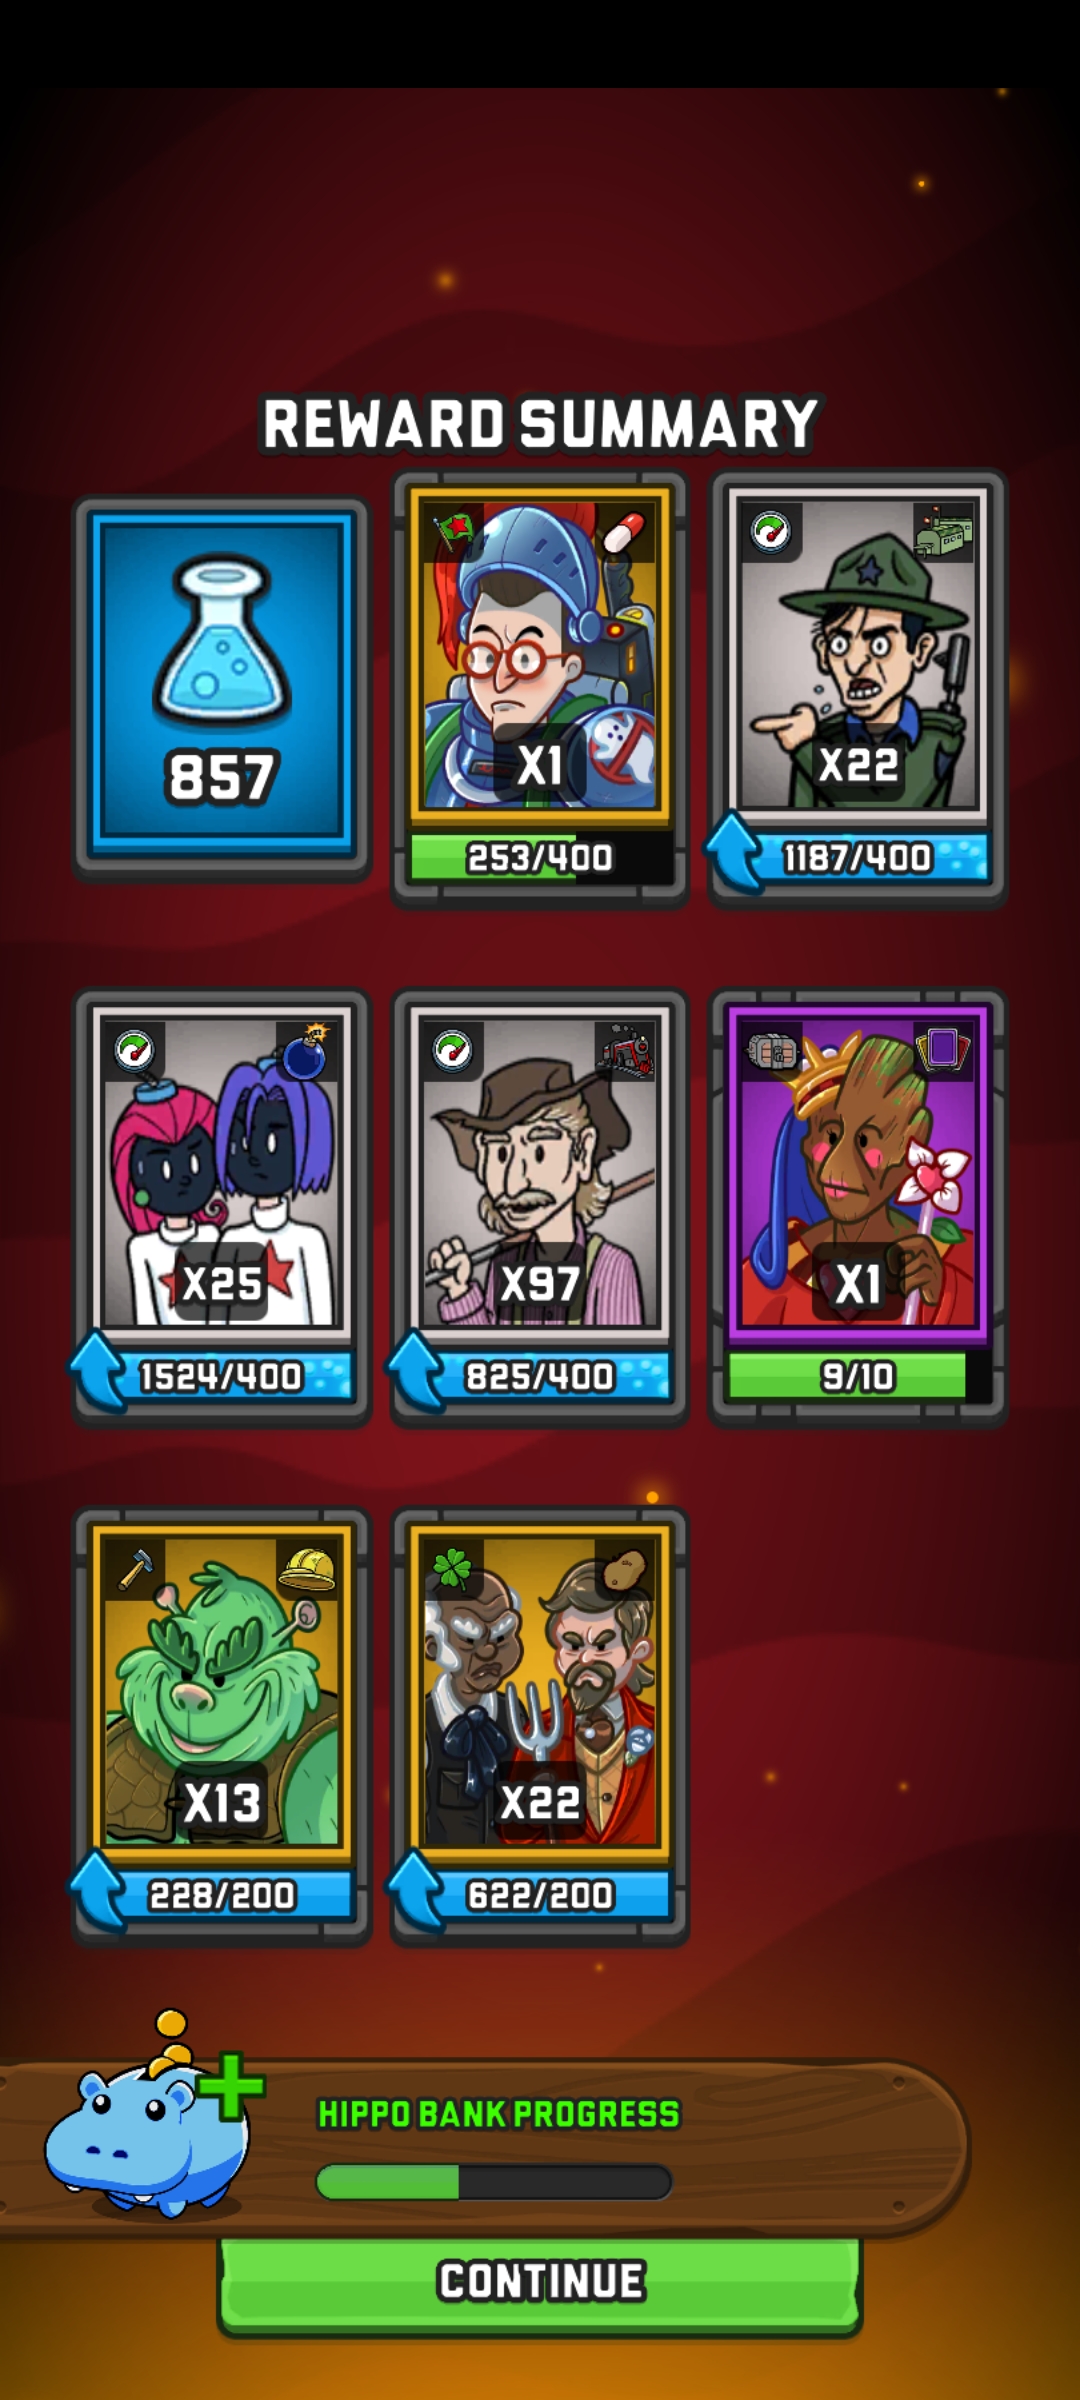 REWARD SUMMARY
857
X1
253/400
X22
1187/400
X25
1524/400
X97
825/400
X1
9/10
X13
228/200
X22
622/200
HIPPO BANK PROGRESS
CONTINUE